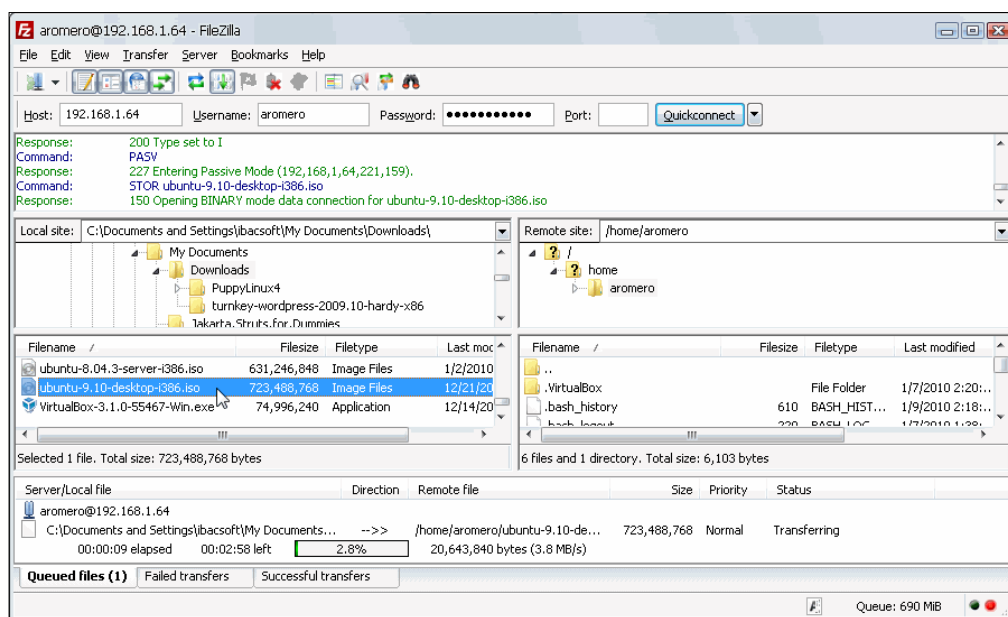 aromero@192.168.1.64 - FileZilla
File Edit View Transfer Server Bookmarks Help
Host: 192.168.1.64 Username: aromero Password: ●●●●●●●●●●● Port: Quickconnect
Response: 200 Type set to I
Command: PASV
Response: 227 Entering Passive Mode (192,168,1,64,221,159).
Command: STOR ubuntu-9.10-desktop-i386.iso
Response: 150 Opening BINARY mode data connection for ubuntu-9.10-desktop-i386.iso
Local site: C:\Documents and Settings\ibacsoft\My Documents\Downloads\
My Documents
Downloads
PuppyLinux4
turnkey-wordpress-2009.10-hardy-x86
Jakarta.Struts.for.Dummies
Remote site: /home/aromero
/
home
aromero
Filename / Filesize Filetype Last moc
ubuntu-8.04.3-server-i386.iso 631,246,848 Image Files 1/2/2010
ubuntu-9.10-desktop-i386.iso 723,488,768 Image Files 12/21/20
VirtualBox-3.1.0-55467-Win.exe 74,996,240 Application 12/14/20
Selected 1 file. Total size: 723,488,768 bytes
Filename / Filesize Filetype Last modified
..
.VirtualBox File Folder 1/7/2010 2:20:...
.bash_history 610 BASH_HIST... 1/9/2010 2:18:...
.bash_logout 220 BASH_LOG... 1/7/2010 1:38:...
6 files and 1 directory. Total size: 6,103 bytes
Server/Local file Direction Remote file Size Priority Status
aromero@192.168.1.64
C:\Documents and Settings\ibacsoft\My Documents... -->> /home/aromero/ubuntu-9.10-de... 723,488,768 Normal Transferring
00:00:09 elapsed 00:02:58 left 2.8% 20,643,840 bytes (3.8 MB/s)
Queued files (1) Failed transfers Successful transfers
Queue: 690 MiB